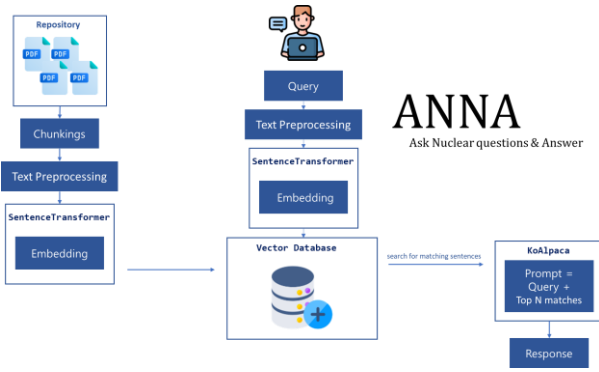 Repository
PDF
PDF
PDF
PDF
Chunkings
Text Preprocessing
SentenceTransformer
Embedding
Query
Text Preprocessing
SentenceTransformer
Embedding
Vector Database
ANNA
Ask Nuclear questions & Answer
search for matching sentences
KoAlpaca
Prompt =
Query +
Top N matches
Response